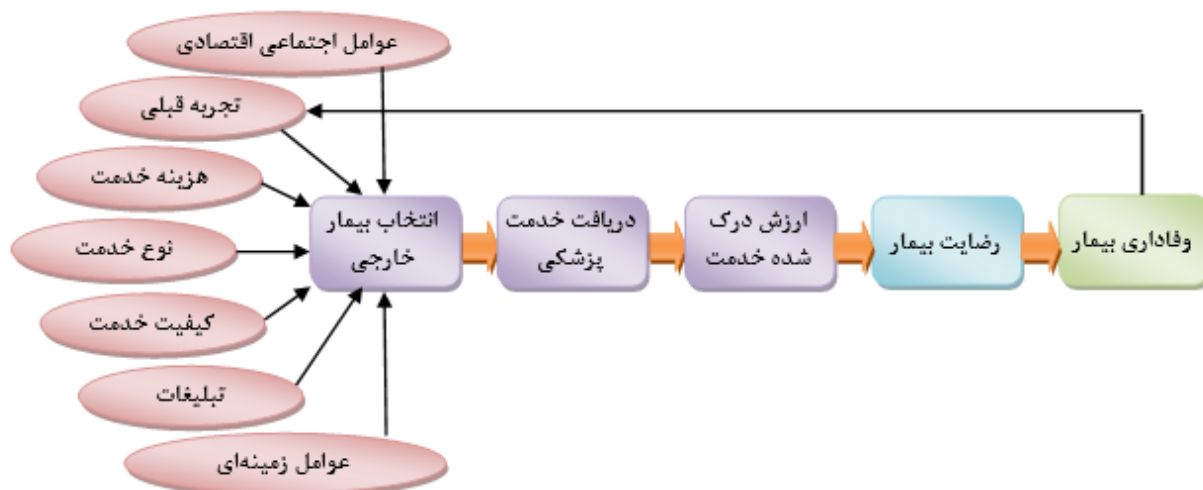 عوامل اجتماعی اقتصادی
تجربه قبلی
هزینه خدمت
نوع خدمت
کیفیت خدمت
تبلیغات
عوامل زمینه‌ای
انتخاب بیمار
خارجی
دریافت خدمت
پزشکی
ارزش درک
شده خدمت
رضایت بیمار
وفاداری بیمار